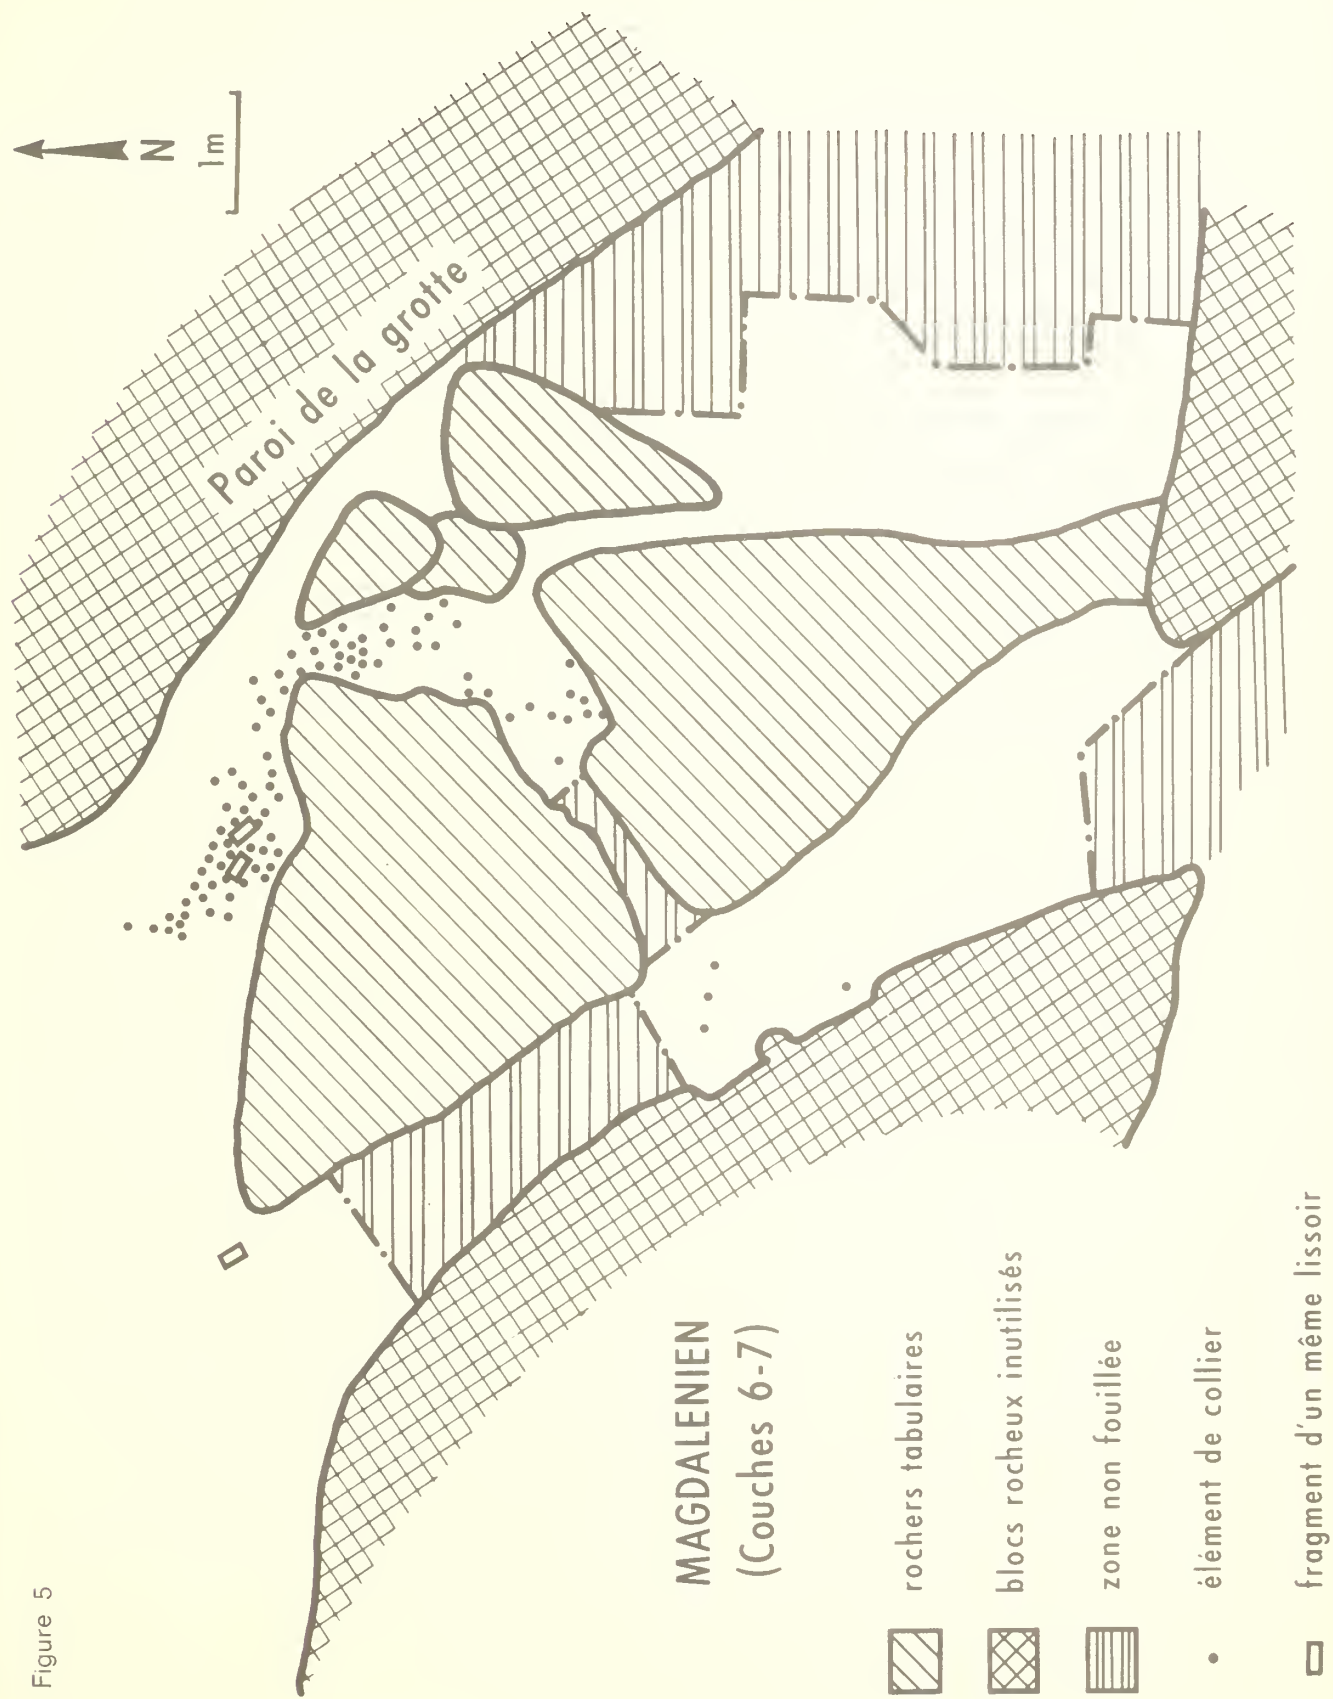 Figure 5
N
1m
Paroi de la grotte
MAGDALENIEN
(Couches 6-7)
rochers tabulaires
blocs rocheux inutilisés
zone non fouillée
élément de collier
fragment d'un même lissoir